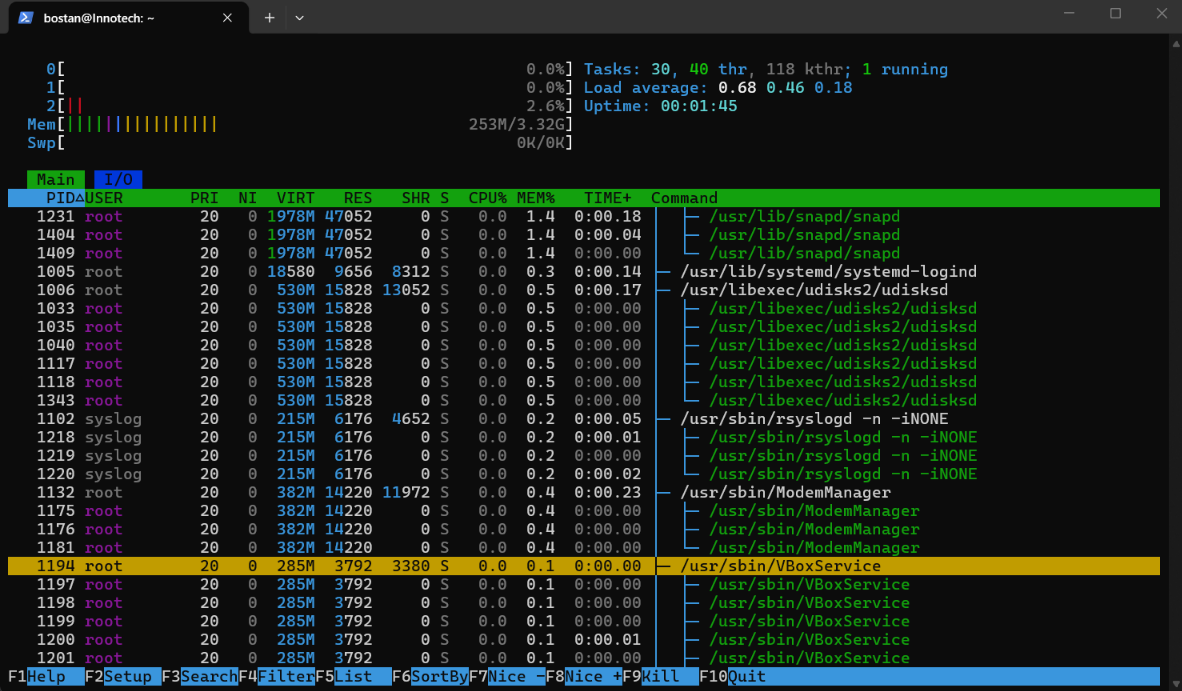 bostan@Innotech: ~
0[ 0.0%] Tasks: 30, 40 thr, 118 kthr; 1 running
1[ 0.0%] Load average: 0.68 0.46 0.18
2[|| 2.6%] Uptime: 00:01:45
Mem[|||||||||||||||| 253M/3.32G]
Swp[ 0K/0K]
Main I/O
PID△USER PRI NI VIRT RES SHR S CPU% MEM% TIME+ Command
1231 root 20 0 1978M 47052 0 S 0.0 1.4 0:00.18 │ ├─ /usr/lib/snapd/snapd
1404 root 20 0 1978M 47052 0 S 0.0 1.4 0:00.04 │ ├─ /usr/lib/snapd/snapd
1409 root 20 0 1978M 47052 0 S 0.0 1.4 0:00.00 │ └─ /usr/lib/snapd/snapd
1005 root 20 0 18580 9656 8312 S 0.0 0.3 0:00.14 ├─ /usr/lib/systemd/systemd-logind
1006 root 20 0 530M 15828 13052 S 0.0 0.5 0:00.17 ├─ /usr/libexec/udisks2/udisksd
1033 root 20 0 530M 15828 0 S 0.0 0.5 0:00.00 │ ├─ /usr/libexec/udisks2/udisksd
1035 root 20 0 530M 15828 0 S 0.0 0.5 0:00.00 │ ├─ /usr/libexec/udisks2/udisksd
1040 root 20 0 530M 15828 0 S 0.0 0.5 0:00.00 │ ├─ /usr/libexec/udisks2/udisksd
1117 root 20 0 530M 15828 0 S 0.0 0.5 0:00.00 │ ├─ /usr/libexec/udisks2/udisksd
1118 root 20 0 530M 15828 0 S 0.0 0.5 0:00.00 │ ├─ /usr/libexec/udisks2/udisksd
1343 root 20 0 530M 15828 0 S 0.0 0.5 0:00.00 │ └─ /usr/libexec/udisks2/udisksd
1102 syslog 20 0 215M 6176 4652 S 0.0 0.2 0:00.05 ├─ /usr/sbin/rsyslogd -n -iNONE
1218 syslog 20 0 215M 6176 0 S 0.0 0.2 0:00.01 │ ├─ /usr/sbin/rsyslogd -n -iNONE
1219 syslog 20 0 215M 6176 0 S 0.0 0.2 0:00.00 │ ├─ /usr/sbin/rsyslogd -n -iNONE
1220 syslog 20 0 215M 6176 0 S 0.0 0.2 0:00.02 │ └─ /usr/sbin/rsyslogd -n -iNONE
1132 root 20 0 382M 14220 11972 S 0.0 0.4 0:00.23 ├─ /usr/sbin/ModemManager
1175 root 20 0 382M 14220 0 S 0.0 0.4 0:00.00 │ ├─ /usr/sbin/ModemManager
1176 root 20 0 382M 14220 0 S 0.0 0.4 0:00.00 │ ├─ /usr/sbin/ModemManager
1181 root 20 0 382M 14220 0 S 0.0 0.4 0:00.00 │ └─ /usr/sbin/ModemManager
1194 root 20 0 285M 3792 3380 S 0.0 0.1 0:00.00 ├─ /usr/sbin/VBoxService
1197 root 20 0 285M 3792 0 S 0.0 0.1 0:00.00 │ ├─ /usr/sbin/VBoxService
1198 root 20 0 285M 3792 0 S 0.0 0.1 0:00.00 │ ├─ /usr/sbin/VBoxService
1199 root 20 0 285M 3792 0 S 0.0 0.1 0:00.00 │ ├─ /usr/sbin/VBoxService
1200 root 20 0 285M 3792 0 S 0.0 0.1 0:00.01 │ ├─ /usr/sbin/VBoxService
1201 root 20 0 285M 3792 0 S 0.0 0.1 0:00.00 │ ├─ /usr/sbin/VBoxService
F1Help F2Setup F3SearchF4FilterF5List F6SortByF7Nice -F8Nice +F9Kill F10Quit